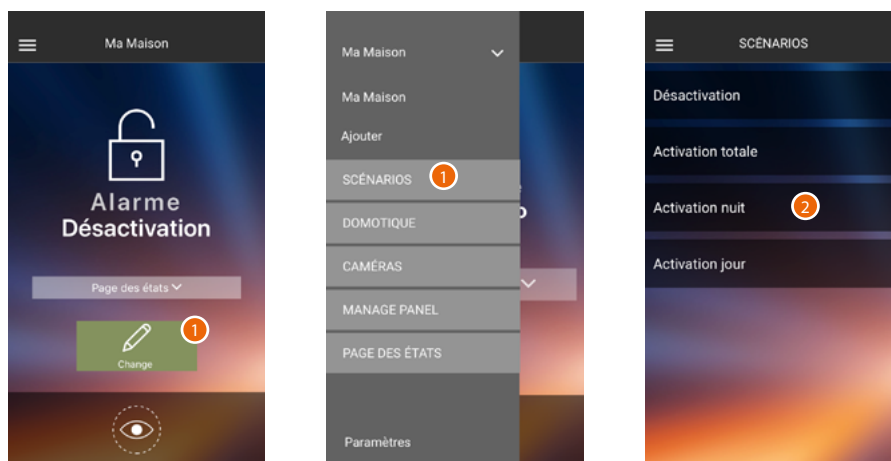 Ma Maison
Alarme
Désactivation
Page des états
1
Change
Ma Maison
Ma Maison
Ajouter
SCÉNARIOS 1
DOMOTIQUE
CAMÉRAS
MANAGE PANEL
PAGE DES ÉTATS
Paramètres
SCÉNARIOS
Désactivation
Activation totale
Activation nuit 2
Activation jour